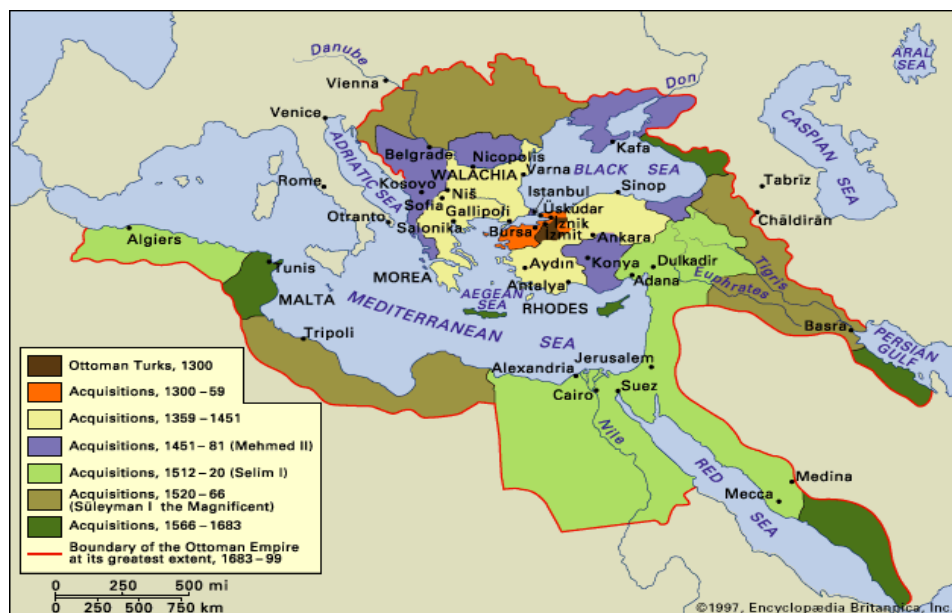 ARAL
SEA
Danube
Vienna
Don
CASPIAN
SEA
Venice
ADRIATIC SEA
Belgrade
Nicopolis
Kafa
WALACHIA
Varna
BLACK SEA
Tabrīz
Rome
Kosovo
Niš
Istanbul
Sinop
Sofia
Üsküdar
Otranto
Gallipoli
Chāldirān
Salonika
Bursa
İznik
İzmit
Ankara
Algiers
Tunis
MOREA
Aydın
Konya
Dulkadir
Tigris
Euphrates
Antalya
Adana
MALTA
AEGEAN
SEA
RHODES
MEDITERRANEAN SEA
Basra
PERSIAN
GULF
Tripoli
Jerusalem
Alexandria
Cairo
Suez
Nile
RED SEA
Medina
Mecca
Ottoman Turks, 1300
Acquisitions, 1300–59
Acquisitions, 1359–1451
Acquisitions, 1451–81 (Mehmed II)
Acquisitions, 1512–20 (Selim I)
Acquisitions, 1520–66
(Süleyman I the Magnificent)
Acquisitions, 1566–1683
Boundary of the Ottoman Empire
at its greatest extent, 1683-99
0 250 500 mi
0 250 500 750 km
©1997, Encyclopædia Britannica, Inc.